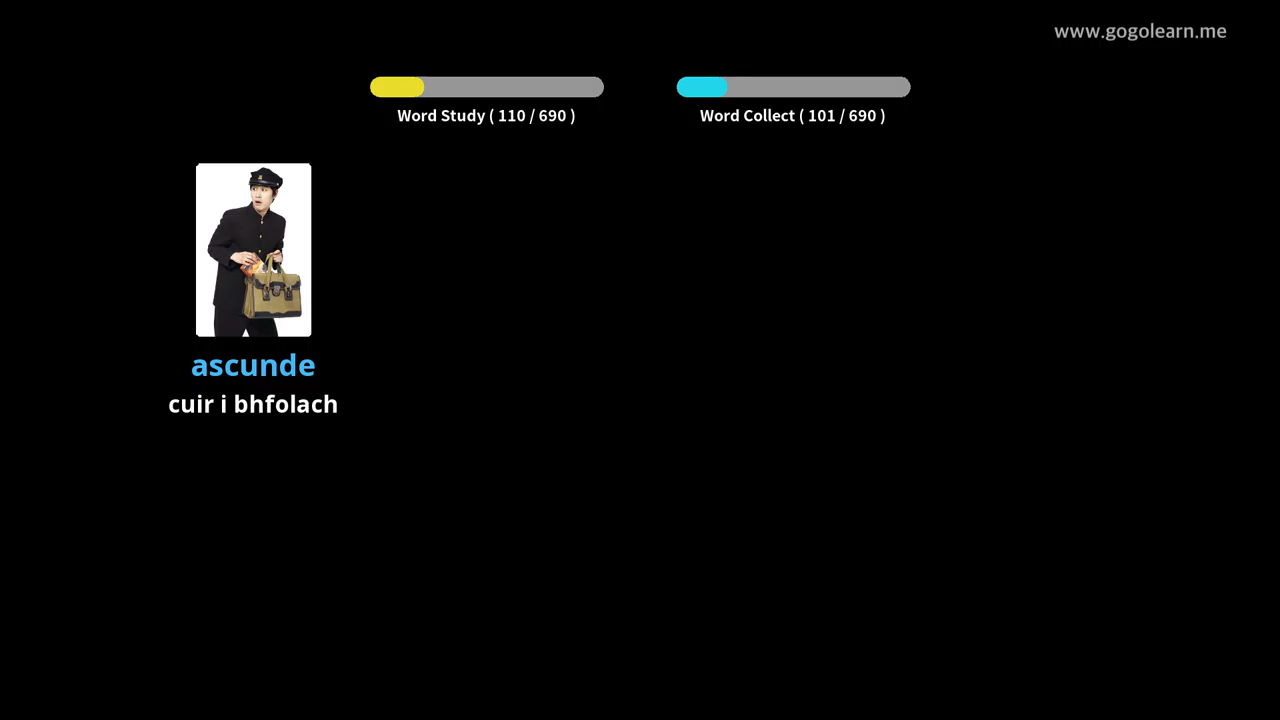 www.gogolearn.me
Word Study ( 110 / 690 )
Word Collect ( 101 / 690 )
ascunde
cuir i bhfolach